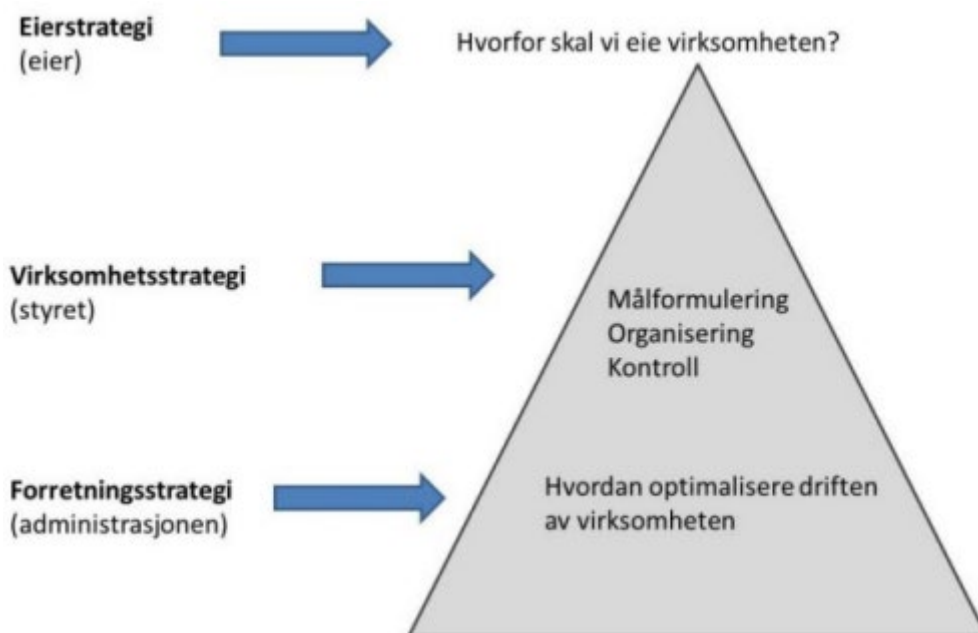 Eierstrategi
(eier)
Hvorfor skal vi eie virksomheten?
Virksomhetsstrategi
(styret)
Målformulering
Organisering
Kontroll
Forretningsstrategi
(administrasjonen)
Hvordan optimalisere driften
av virksomheten